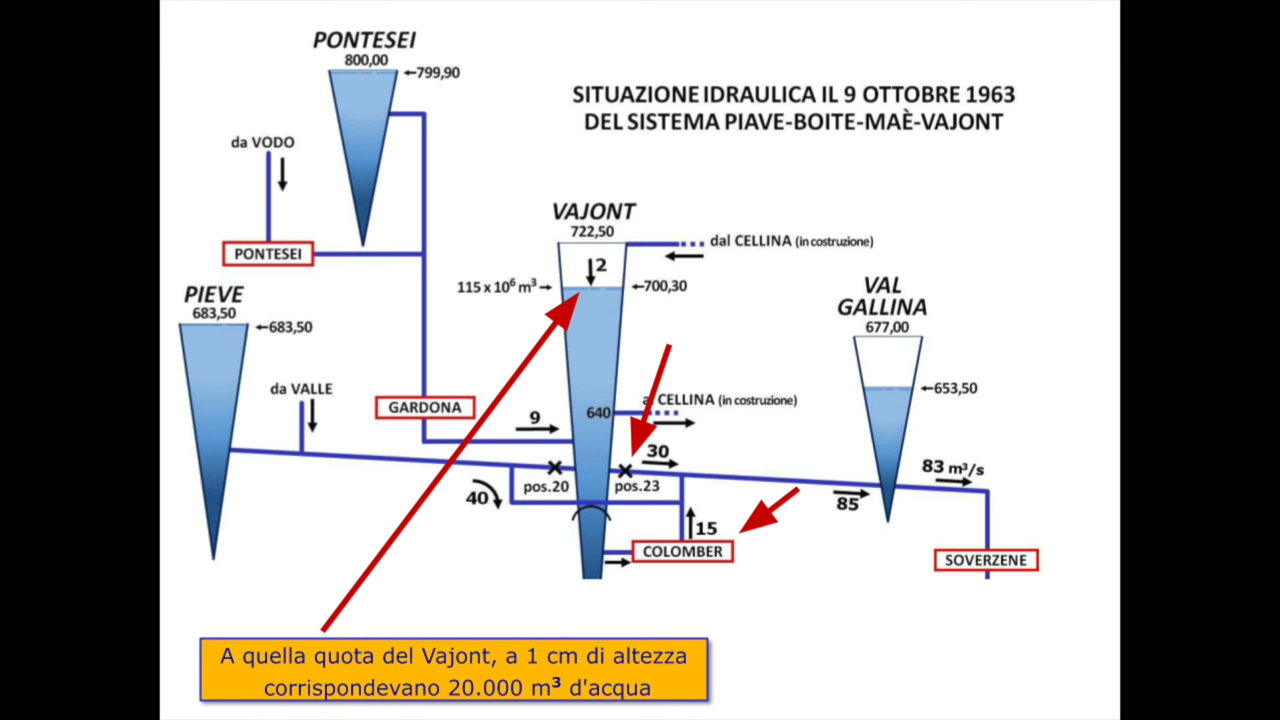 PONTESEI
800,00
←799,90
SITUAZIONE IDRAULICA IL 9 OTTOBRE 1963
DEL SISTEMA PIAVE-BOITE-MAÈ-VAJONT
da VODO
PONTESEI
VAJONT
722,50
dal CELLINA (in costruzione)
2
115 x 10⁶ m³→
←700,30
PIEVE
683,50
←683,50
VAL
GALLINA
677,00
←653,50
da VALLE
GARDONA
640
CELLINA (in costruzione)
9
30
83 m³/s
40
pos.20
pos.23
85
15
COLOMBER
SOVERZENE
A quella quota del Vajont, a 1 cm di altezza
corrispondevano 20.000 m³ d'acqua